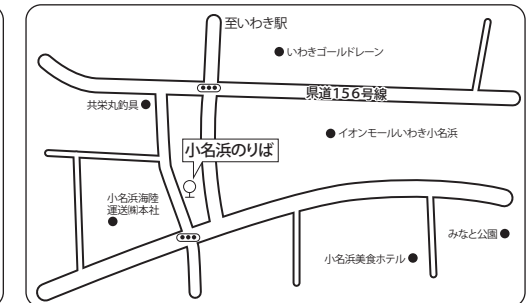 至いわき駅
いわきゴールドレーン
県道156号線
共栄丸釣具
イオンモールいわき小名浜
小名浜のりば
小名浜海陸
運送㈱本社
みなと公園
小名浜美食ホテル